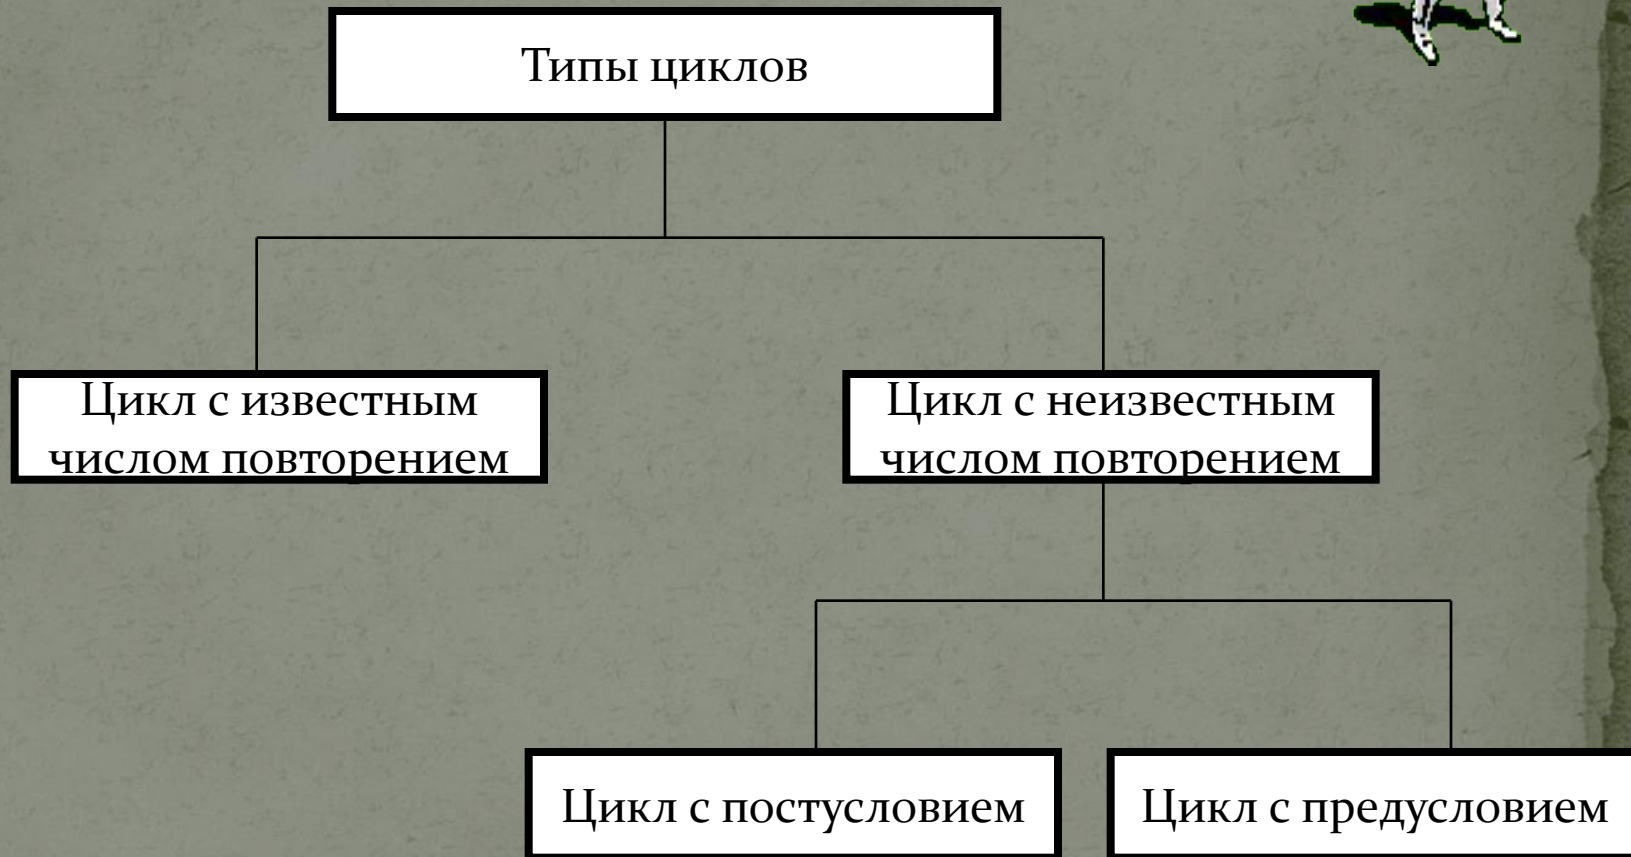 Типы циклов
Цикл с известным
числом повторением
Цикл с неизвестным
числом повторением
Цикл с постусловием
Цикл с предусловием